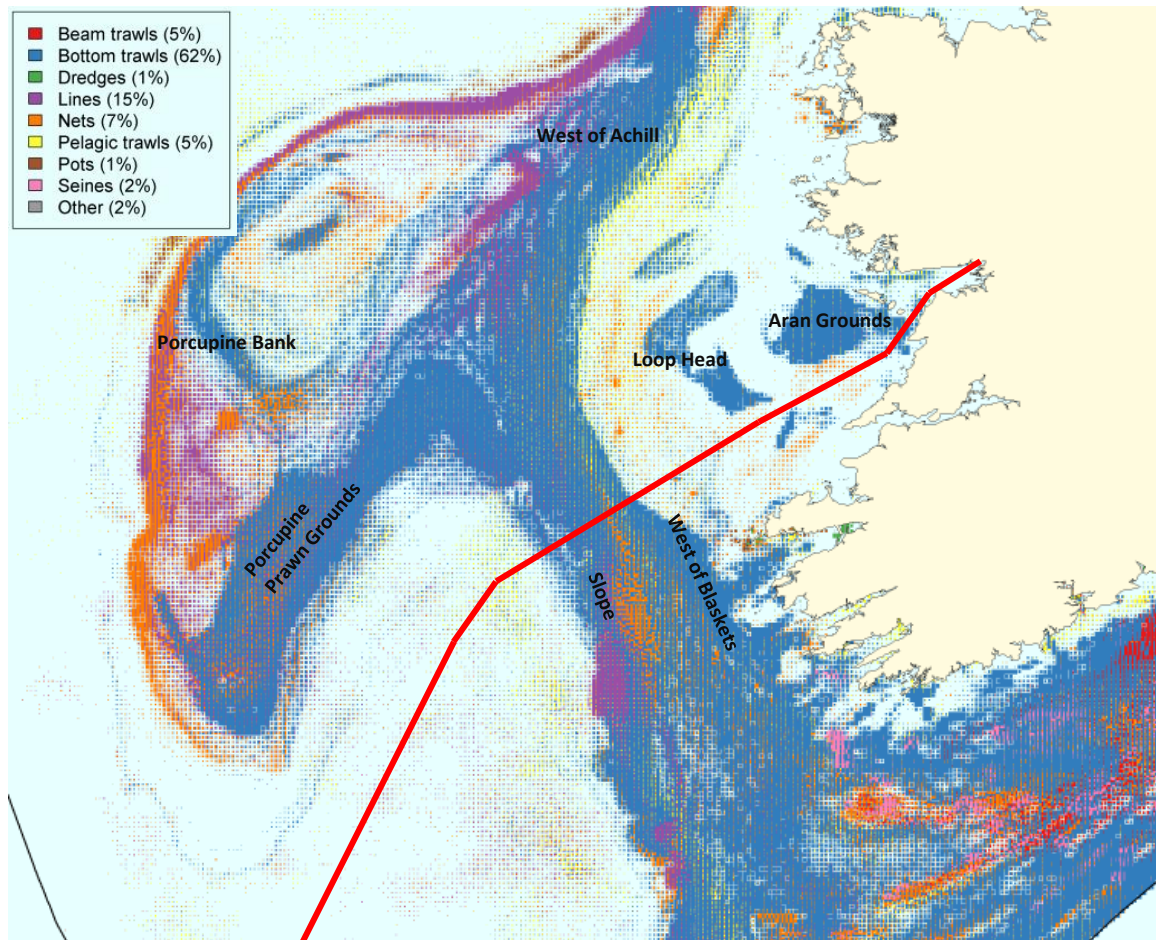 Beam trawls (5%)
Bottom trawls (62%)
Dredges (1%)
Lines (15%)
Nets (7%)
Pelagic trawls (5%)
Pots (1%)
Seines (2%)
Other (2%)
West of Achill
Aran Grounds
Porcupine Bank
Loop Head
Porcupine
Prawn Grounds
Slope
West of Blaskets